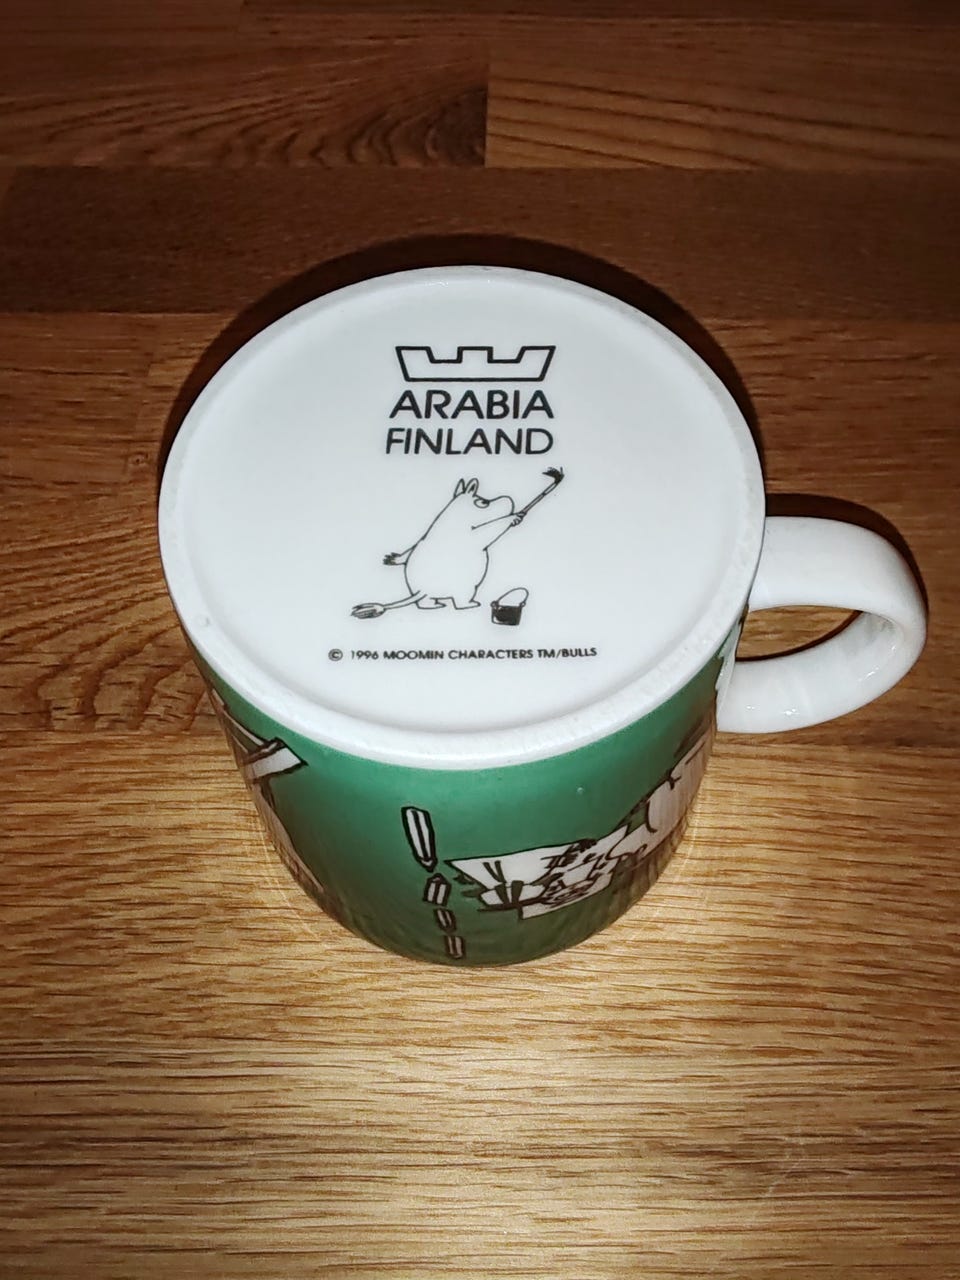 ARABIA
FINLAND
© 1996 MOOMIN CHARACTERS TM/BULLS